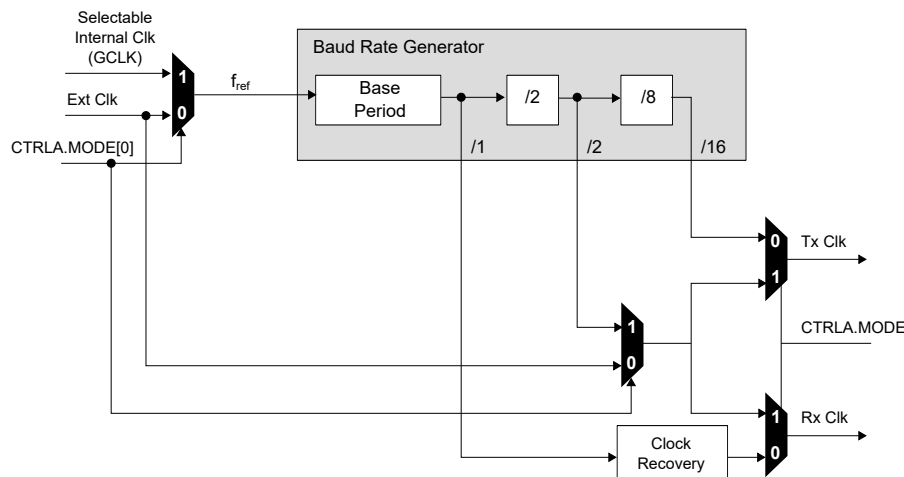 Selectable
Internal Clk
(GCLK)
Baud Rate Generator
1
fref
Base
Period
/2
/8
Ext Clk
0
CTRLA.MODE[0]
/1
/2
/16
0
Tx Clk
1
1
CTRLA.MODE
0
1
Rx Clk
Clock
Recovery
0